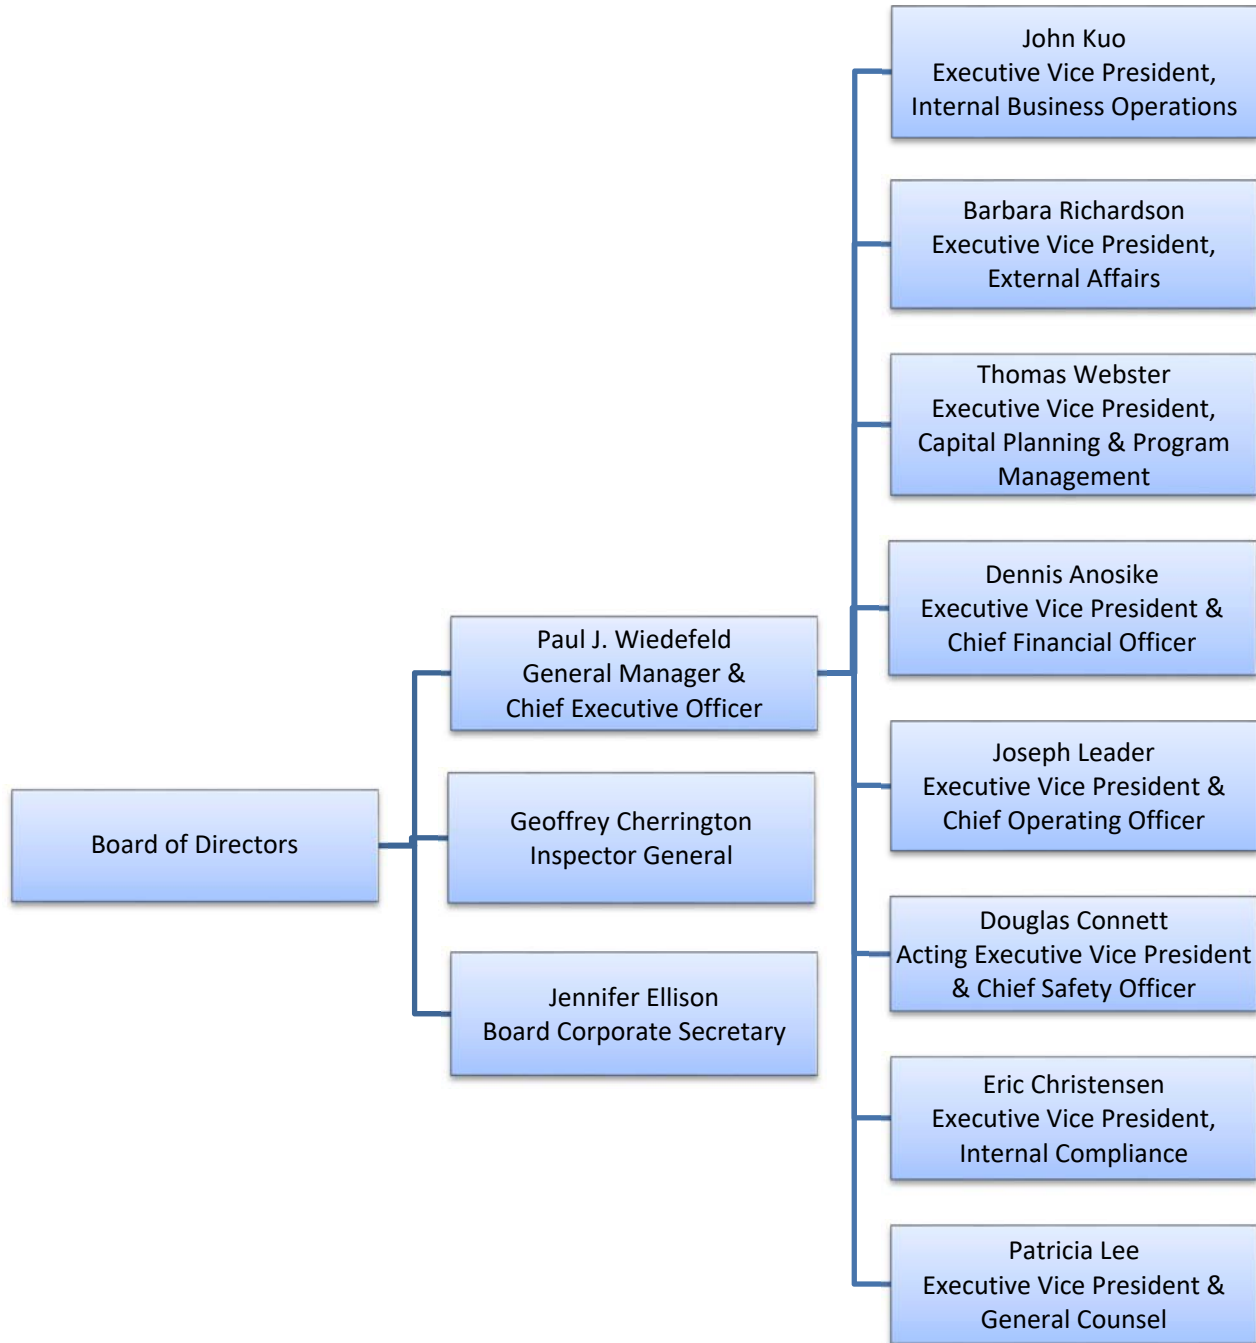 Board of Directors
Paul J. Wiedefeld
General Manager &
Chief Executive Officer
Geoffrey Cherrington
Inspector General
Jennifer Ellison
Board Corporate Secretary
John Kuo
Executive Vice President,
Internal Business Operations
Barbara Richardson
Executive Vice President,
External Affairs
Thomas Webster
Executive Vice President,
Capital Planning & Program
Management
Dennis Anosike
Executive Vice President &
Chief Financial Officer
Joseph Leader
Executive Vice President &
Chief Operating Officer
Douglas Connett
Acting Executive Vice President
& Chief Safety Officer
Eric Christensen
Executive Vice President,
Internal Compliance
Patricia Lee
Executive Vice President &
General Counsel